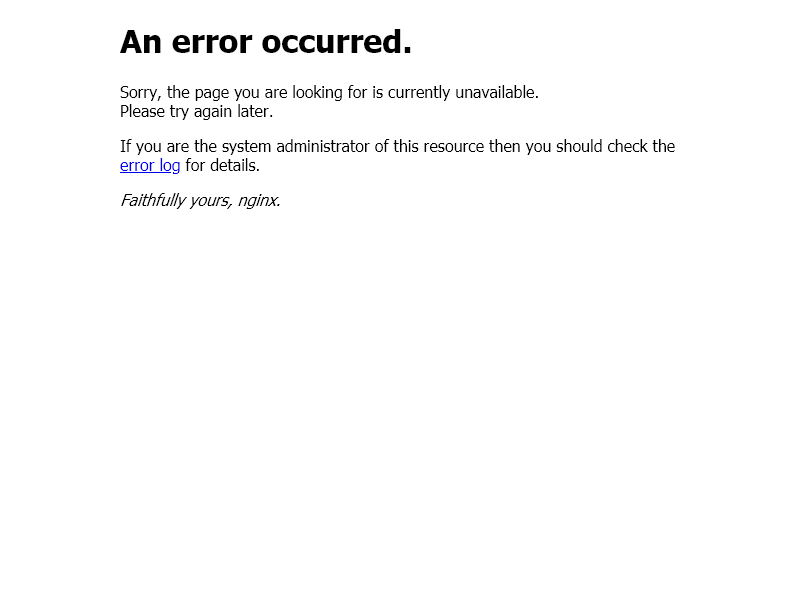 An error occurred.
Sorry, the page you are looking for is currently unavailable.
Please try again later.
If you are the system administrator of this resource then you should check the
error log for details.
Faithfully yours, nginx.